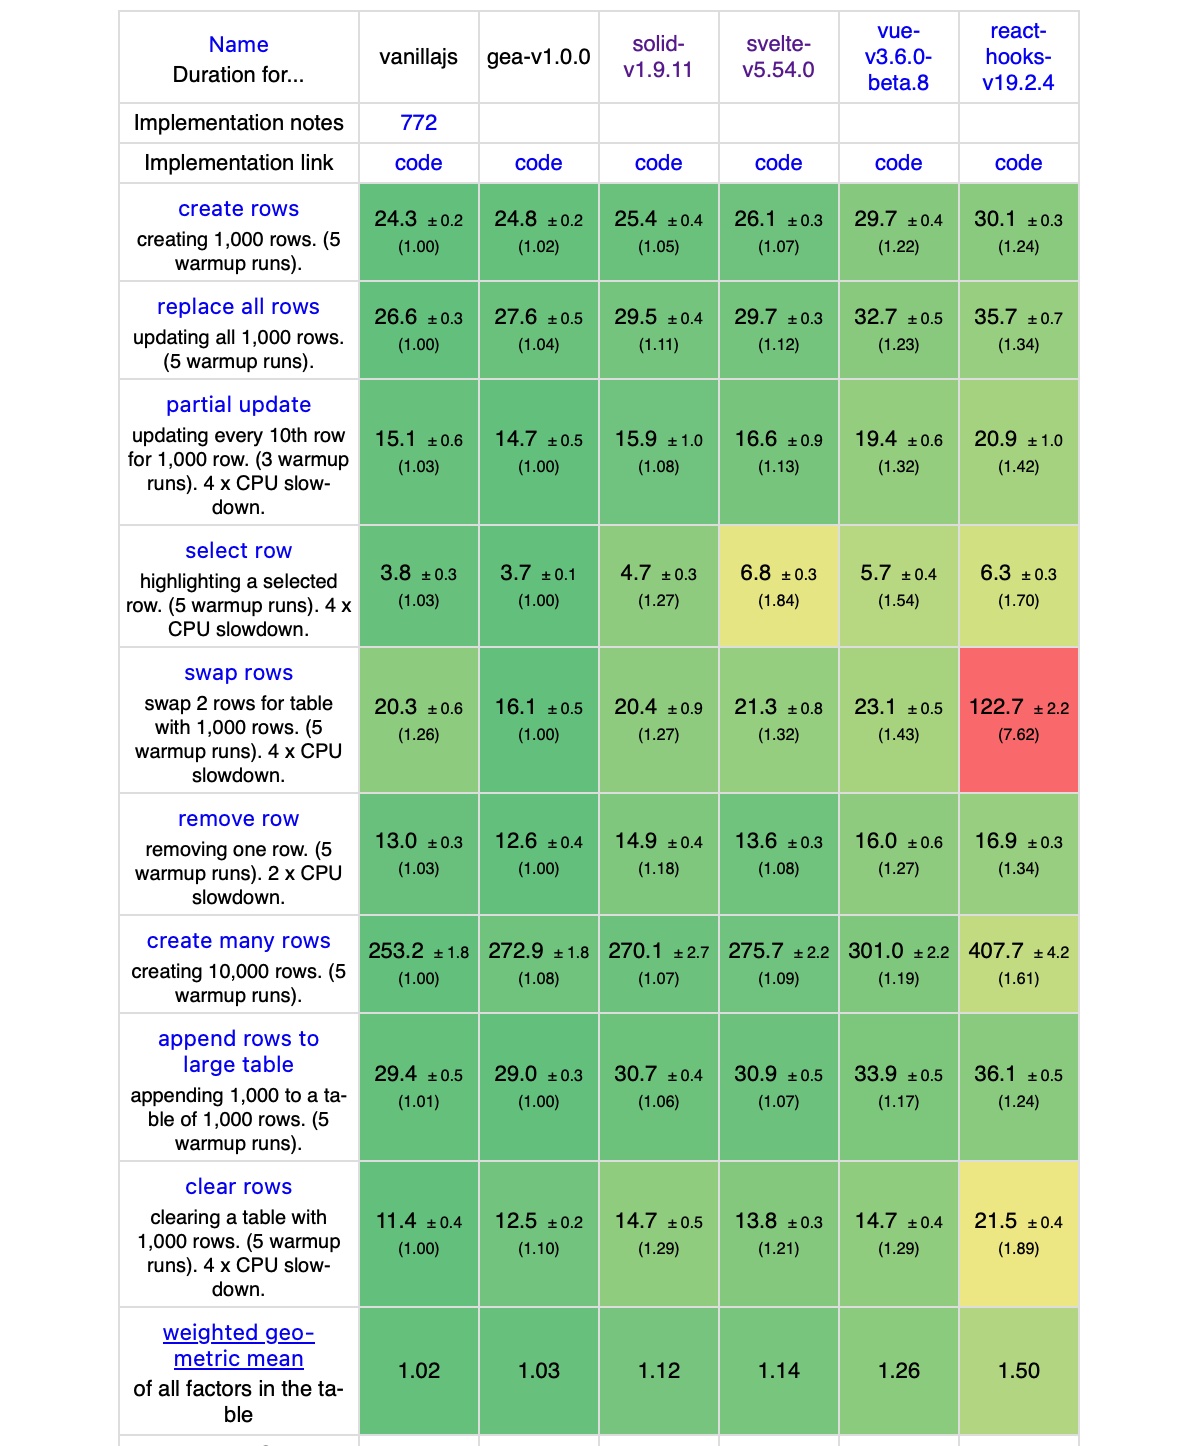 Name
Duration for...
vanillajs
gea-v1.0.0
solid-
v1.9.11
svelte-
v5.54.0
vue-
v3.6.0-
beta.8
react-
hooks-
v19.2.4
Implementation notes
772
Implementation link
code
code
code
code
code
code
create rows
creating 1,000 rows. (5
warmup runs).
24.3 ± 0.2
(1.00)
24.8 ± 0.2
(1.02)
25.4 ± 0.4
(1.05)
26.1 ± 0.3
(1.07)
29.7 ± 0.4
(1.22)
30.1 ± 0.3
(1.24)
replace all rows
updating all 1,000 rows.
(5 warmup runs).
26.6 ± 0.3
(1.00)
27.6 ± 0.5
(1.04)
29.5 ± 0.4
(1.11)
29.7 ± 0.3
(1.12)
32.7 ± 0.5
(1.23)
35.7 ± 0.7
(1.34)
partial update
updating every 10th row
for 1,000 row. (3 warmup
runs). 4 x CPU slow-
down.
15.1 ± 0.6
(1.03)
14.7 ± 0.5
(1.00)
15.9 ± 1.0
(1.08)
16.6 ± 0.9
(1.13)
19.4 ± 0.6
(1.32)
20.9 ± 1.0
(1.42)
select row
highlighting a selected
row. (5 warmup runs). 4 x
CPU slowdown.
3.8 ± 0.3
(1.03)
3.7 ± 0.1
(1.00)
4.7 ± 0.3
(1.27)
6.8 ± 0.3
(1.84)
5.7 ± 0.4
(1.54)
6.3 ± 0.3
(1.70)
swap rows
swap 2 rows for table
with 1,000 rows. (5
warmup runs). 4 x CPU
slowdown.
20.3 ± 0.6
(1.26)
16.1 ± 0.5
(1.00)
20.4 ± 0.9
(1.27)
21.3 ± 0.8
(1.32)
23.1 ± 0.5
(1.43)
122.7 ± 2.2
(7.62)
remove row
removing one row. (5
warmup runs). 2 x CPU
slowdown.
13.0 ± 0.3
(1.03)
12.6 ± 0.4
(1.00)
14.9 ± 0.4
(1.18)
13.6 ± 0.3
(1.08)
16.0 ± 0.6
(1.27)
16.9 ± 0.3
(1.34)
create many rows
creating 10,000 rows. (5
warmup runs).
253.2 ± 1.8
(1.00)
272.9 ± 1.8
(1.08)
270.1 ± 2.7
(1.07)
275.7 ± 2.2
(1.09)
301.0 ± 2.2
(1.19)
407.7 ± 4.2
(1.61)
append rows to
large table
appending 1,000 to a ta-
ble of 1,000 rows. (5
warmup runs).
29.4 ± 0.5
(1.01)
29.0 ± 0.3
(1.00)
30.7 ± 0.4
(1.06)
30.9 ± 0.5
(1.07)
33.9 ± 0.5
(1.17)
36.1 ± 0.5
(1.24)
clear rows
clearing a table with
1,000 rows. (5 warmup
runs). 4 x CPU slow-
down.
11.4 ± 0.4
(1.00)
12.5 ± 0.2
(1.10)
14.7 ± 0.5
(1.29)
13.8 ± 0.3
(1.21)
14.7 ± 0.4
(1.29)
21.5 ± 0.4
(1.89)
weighted geo-
metric mean
of all factors in the ta-
ble
1.02
1.03
1.12
1.14
1.26
1.50